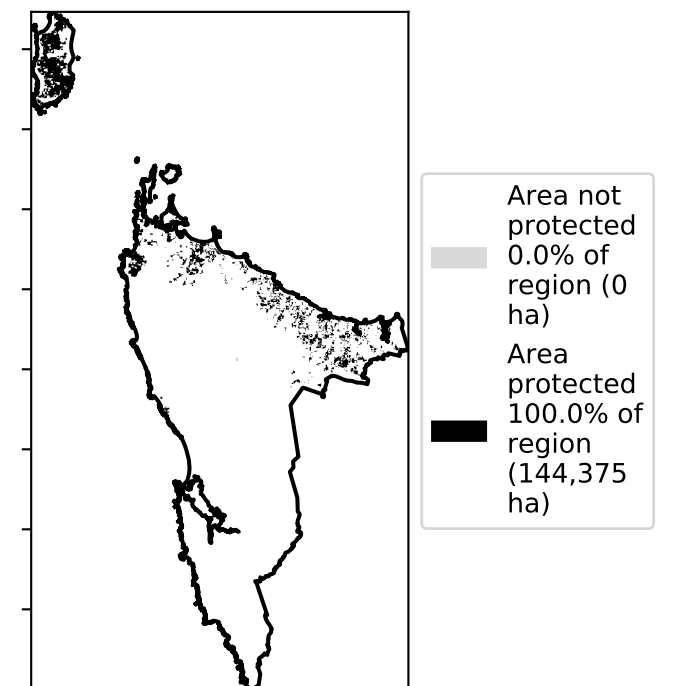 Area not
protected
0.0% of
region (0
ha)
Area
protected
100.0% of
region
(144,375
ha)